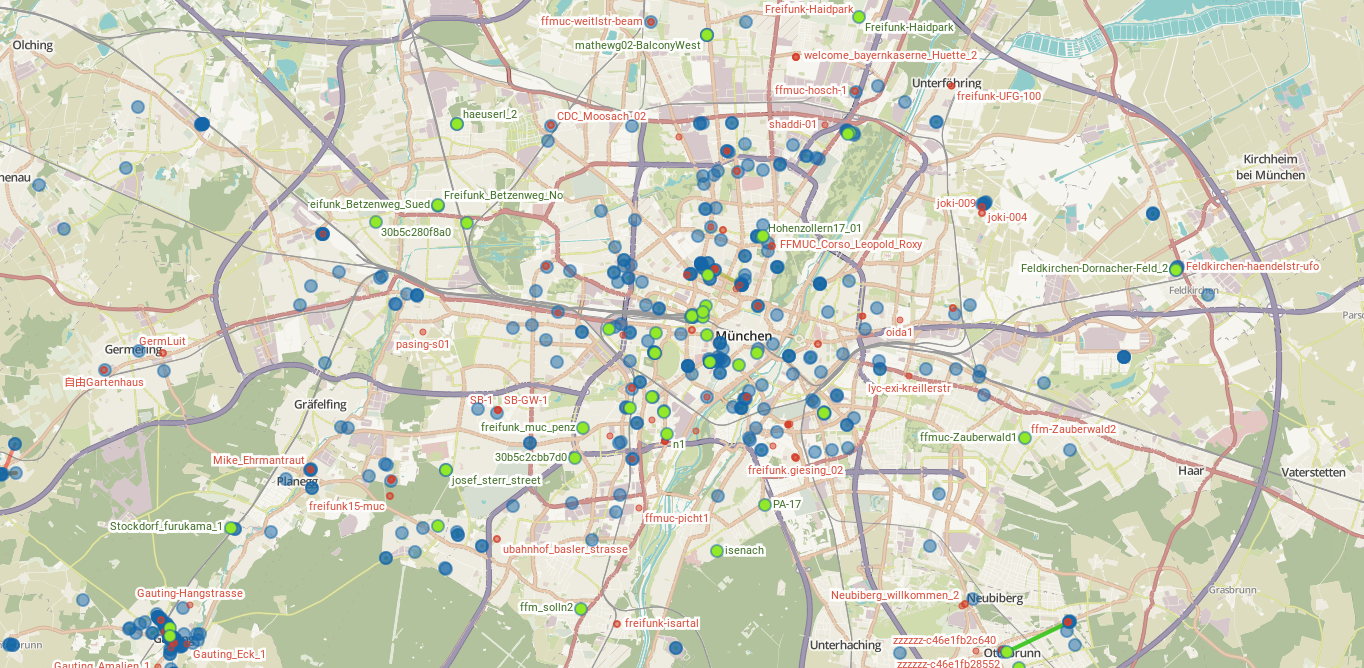 Freifunk-Haidpark
ffmuc-weitlstr-beam
Freifunk-Haidpark
mathewg02-BalconyWest
Olching
welcome_bayernkaserne_Huette_2
Unterföhring
ffmuc-hosch-1
freifunk-UFG-100
haeuserl_2
CDC_Moosach-02
shaddi-01
Kirchheim
bei München
henau
Freifunk_Betzenweg_No
reifunk_Betzenweg_Sued
joki-009
joki-004
30b5c280f8a0
Hohenzollern17_01
FFMUC_Corso_Leopold_Roxy
Feldkirchen-Dornacher-Feld_2
Feldkirchen-haendelstr-ufo
Feldkirchen
Parsd
oida1
München
GermLuit
Germering
pasing-s01
自由Gartenhaus
lyc-exi-kreillerstr
SB-1
SB-GW-1
Gräfelfing
freifunk_muc_penz
ffm-Zauberwald2
ffmuc-Zauberwald1
n1
30b5c2cbb7d0
Mike_Ehrmantraut
freifunk.giesing_02
Haar
Vaterstetten
Planegg
josef_sterr_street
freifunk15-muc
PA-17
ffmuc-picht1
Stockdorf_furukama_1
ubahnhof_basler_strasse
isenach
Gauting-Hangstrasse
Grasbrunn
Neubiberg_willkommen_2
Neubiberg
ffm_solln2
freifunk-isartal
zzzzzz-c46e1fb2c640
Unterhaching
brunn
Gauting_Eck_1
zzzzzz-c46e1fb28552
Gauting_Amalien_1